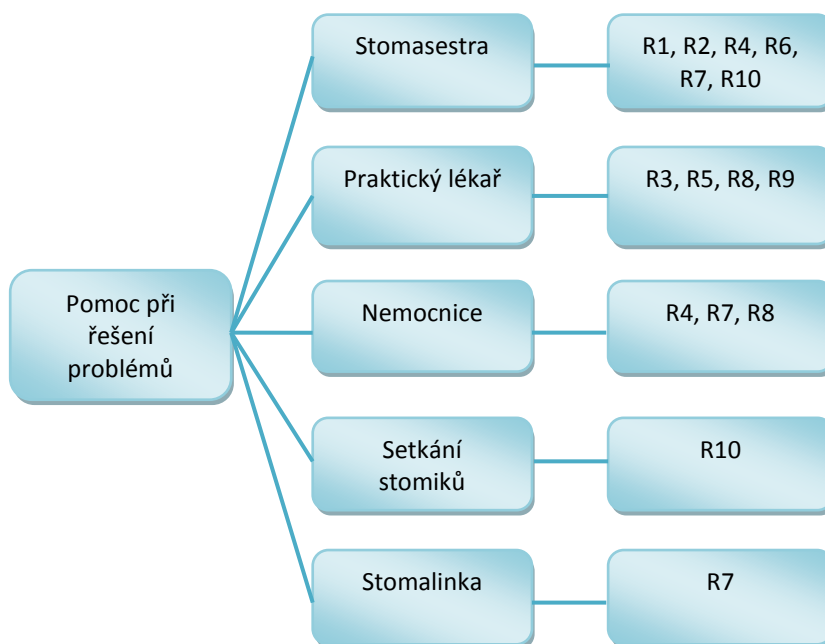 Stomasestra
R1, R2, R4, R6,
R7, R10
Praktický lékař
R3, R5, R8, R9
Pomoc při
řešení
problémů
Nemocnice
R4, R7, R8
Setkání
stomiků
R10
Stomalinka
R7